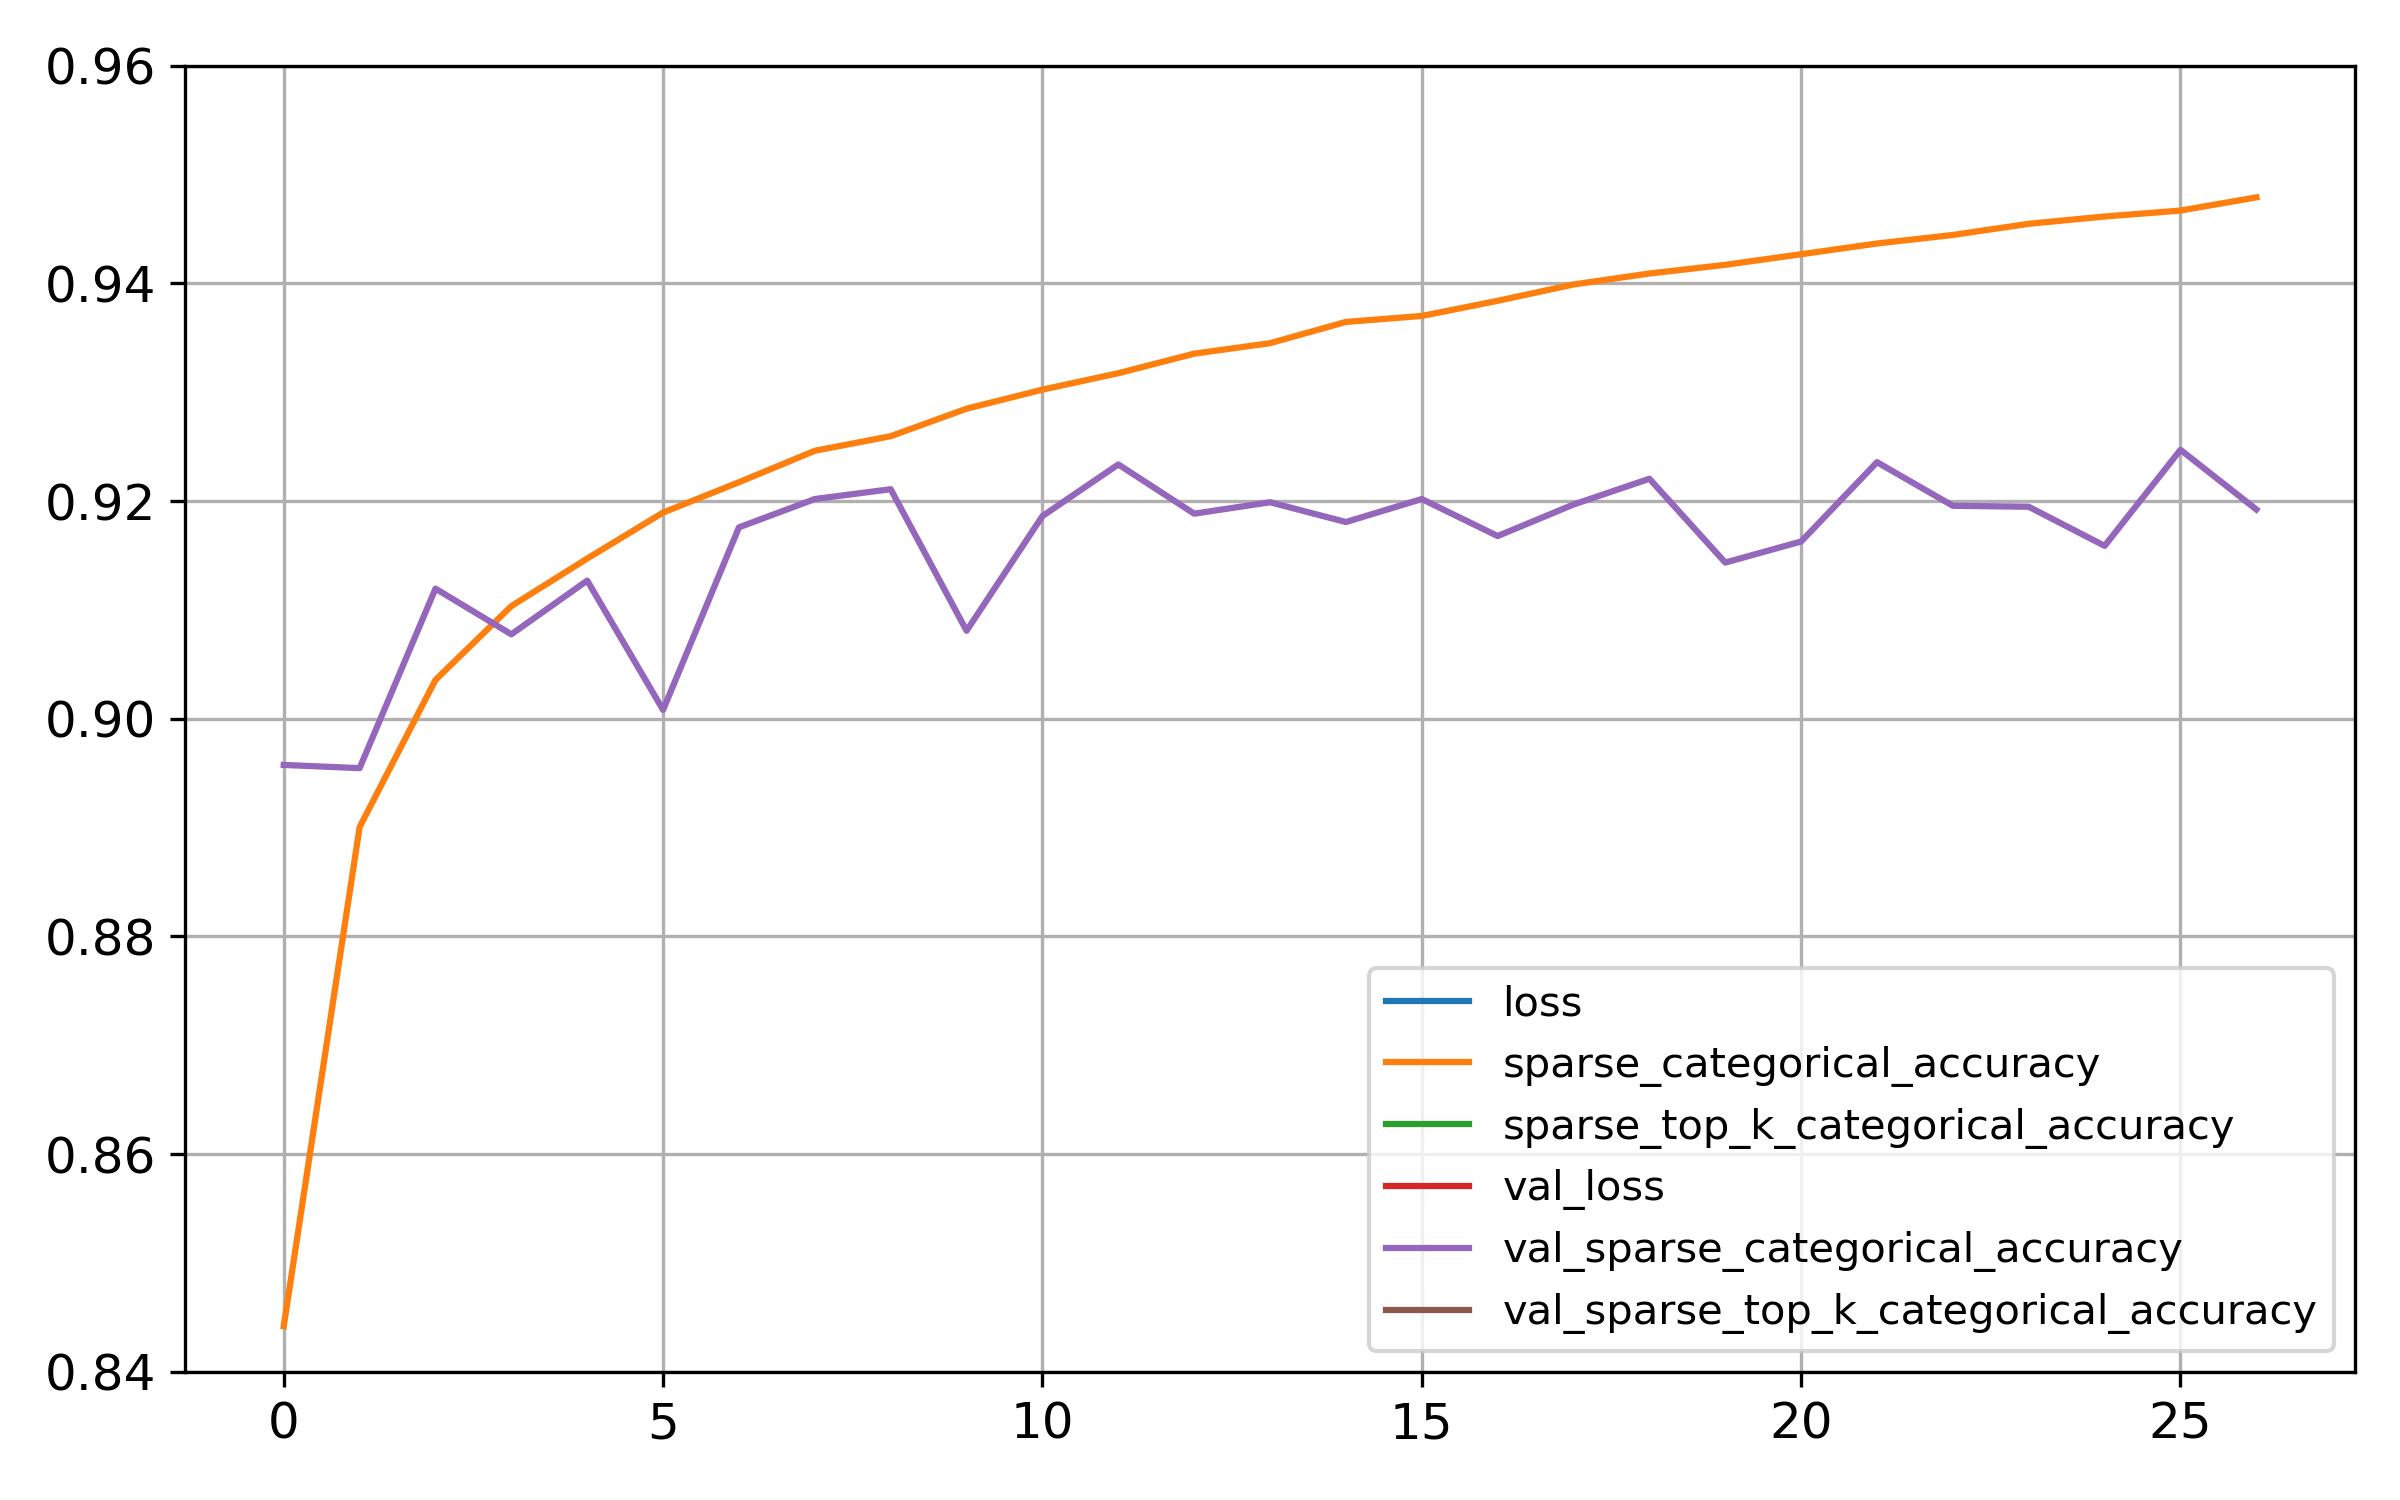 0.96
0.94
0.92
0.90
0.88
0.86
0.84
loss
sparse_categorical_accuracy
sparse_top_k_categorical_accuracy
val_loss
val_sparse_categorical_accuracy
val_sparse_top_k_categorical_accuracy
0 5 10 15 20 25